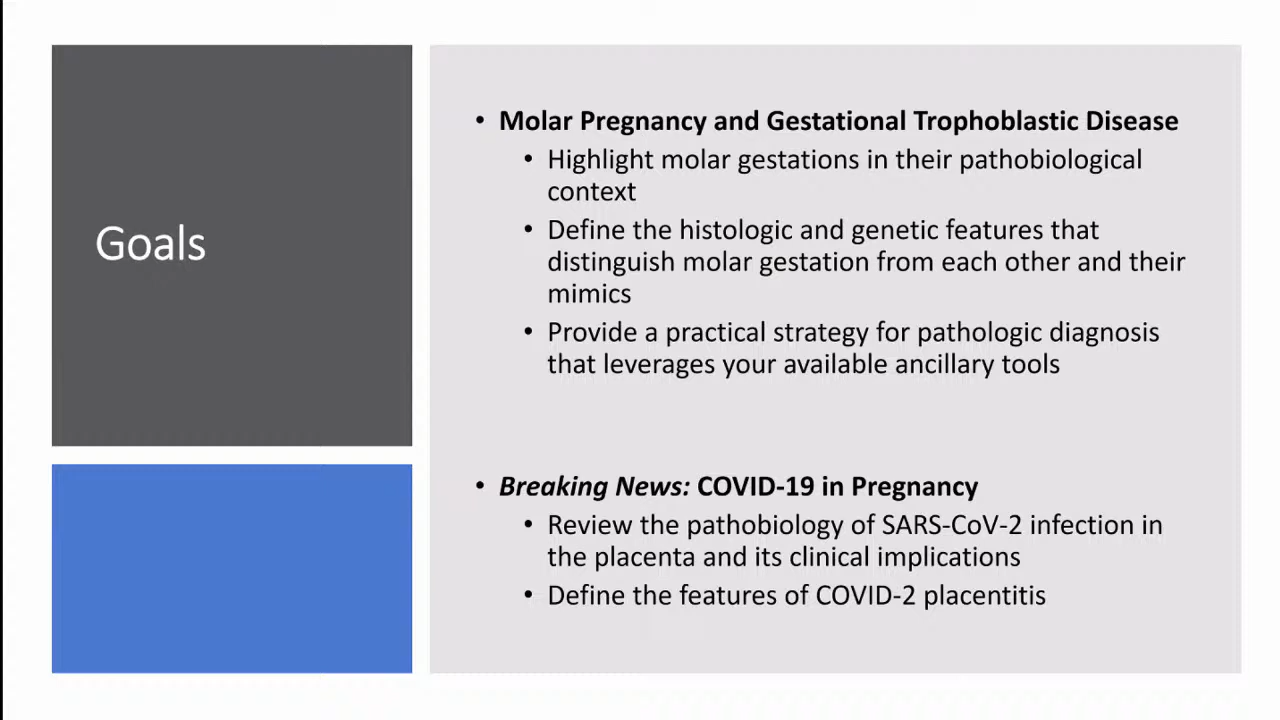 Goals
• Molar Pregnancy and Gestational Trophoblastic Disease
• Highlight molar gestations in their pathobiological
context
• Define the histologic and genetic features that
distinguish molar gestation from each other and their
mimics
• Provide a practical strategy for pathologic diagnosis
that leverages your available ancillary tools
• Breaking News: COVID-19 in Pregnancy
• Review the pathobiology of SARS-CoV-2 infection in
the placenta and its clinical implications
• Define the features of COVID-2 placentitis